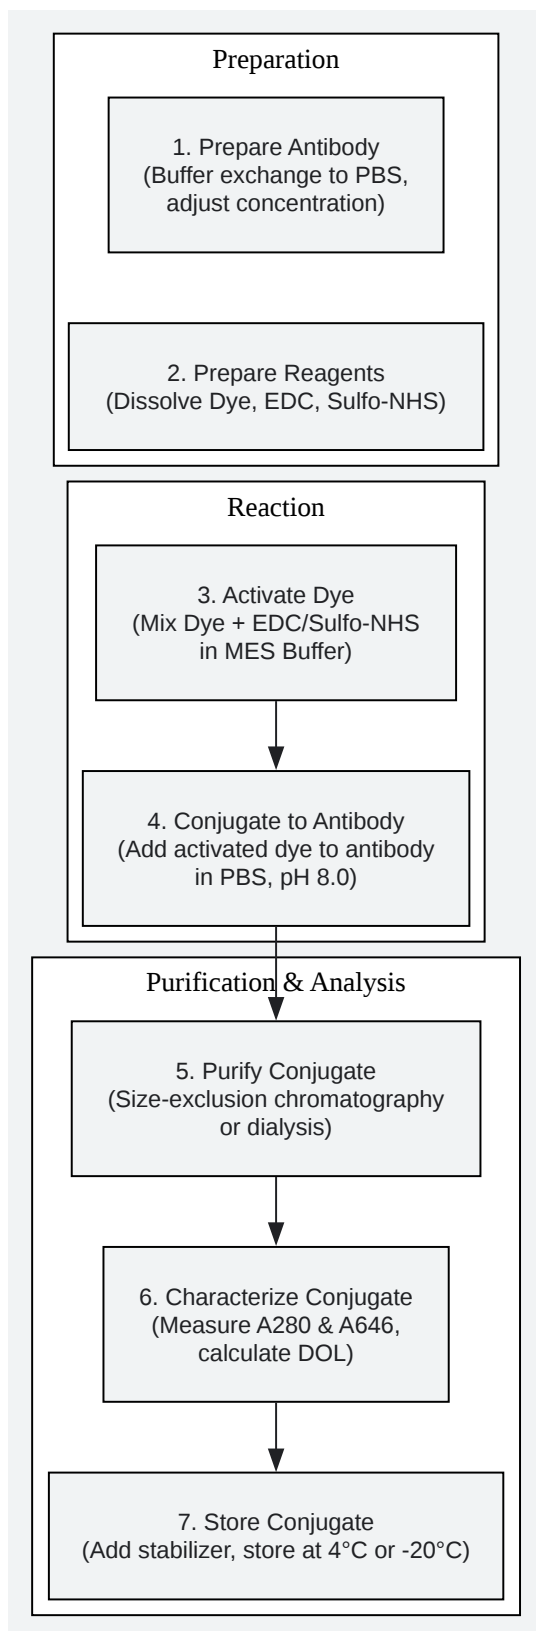 Preparation
1. Prepare Antibody
(Buffer exchange to PBS,
adjust concentration)
2. Prepare Reagents
(Dissolve Dye, EDC, Sulfo-NHS)
Reaction
3. Activate Dye
(Mix Dye + EDC/Sulfo-NHS
in MES Buffer)
4. Conjugate to Antibody
(Add activated dye to antibody
in PBS, pH 8.0)
Purification & Analysis
5. Purify Conjugate
(Size-exclusion chromatography
or dialysis)
6. Characterize Conjugate
(Measure A280 & A646,
calculate DOL)
7. Store Conjugate
(Add stabilizer, store at 4°C or -20°C)